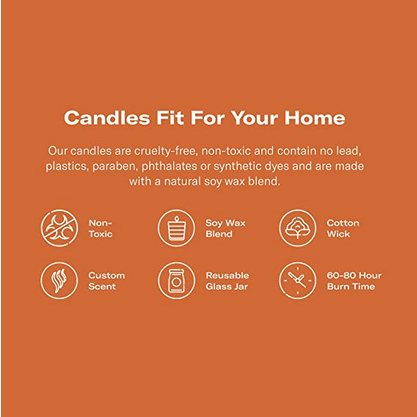 Candles Fit For Your Home
Our candles are cruelty-free, non-toxic and contain no lead,
plastics, paraben, phthalates or synthetic dyes and are made
with a natural soy wax blend.
Non-
Toxic
Soy Wax
Blend
Cotton
Wick
Custom
Scent
Reusable
Glass Jar
60-80 Hour
Burn Time